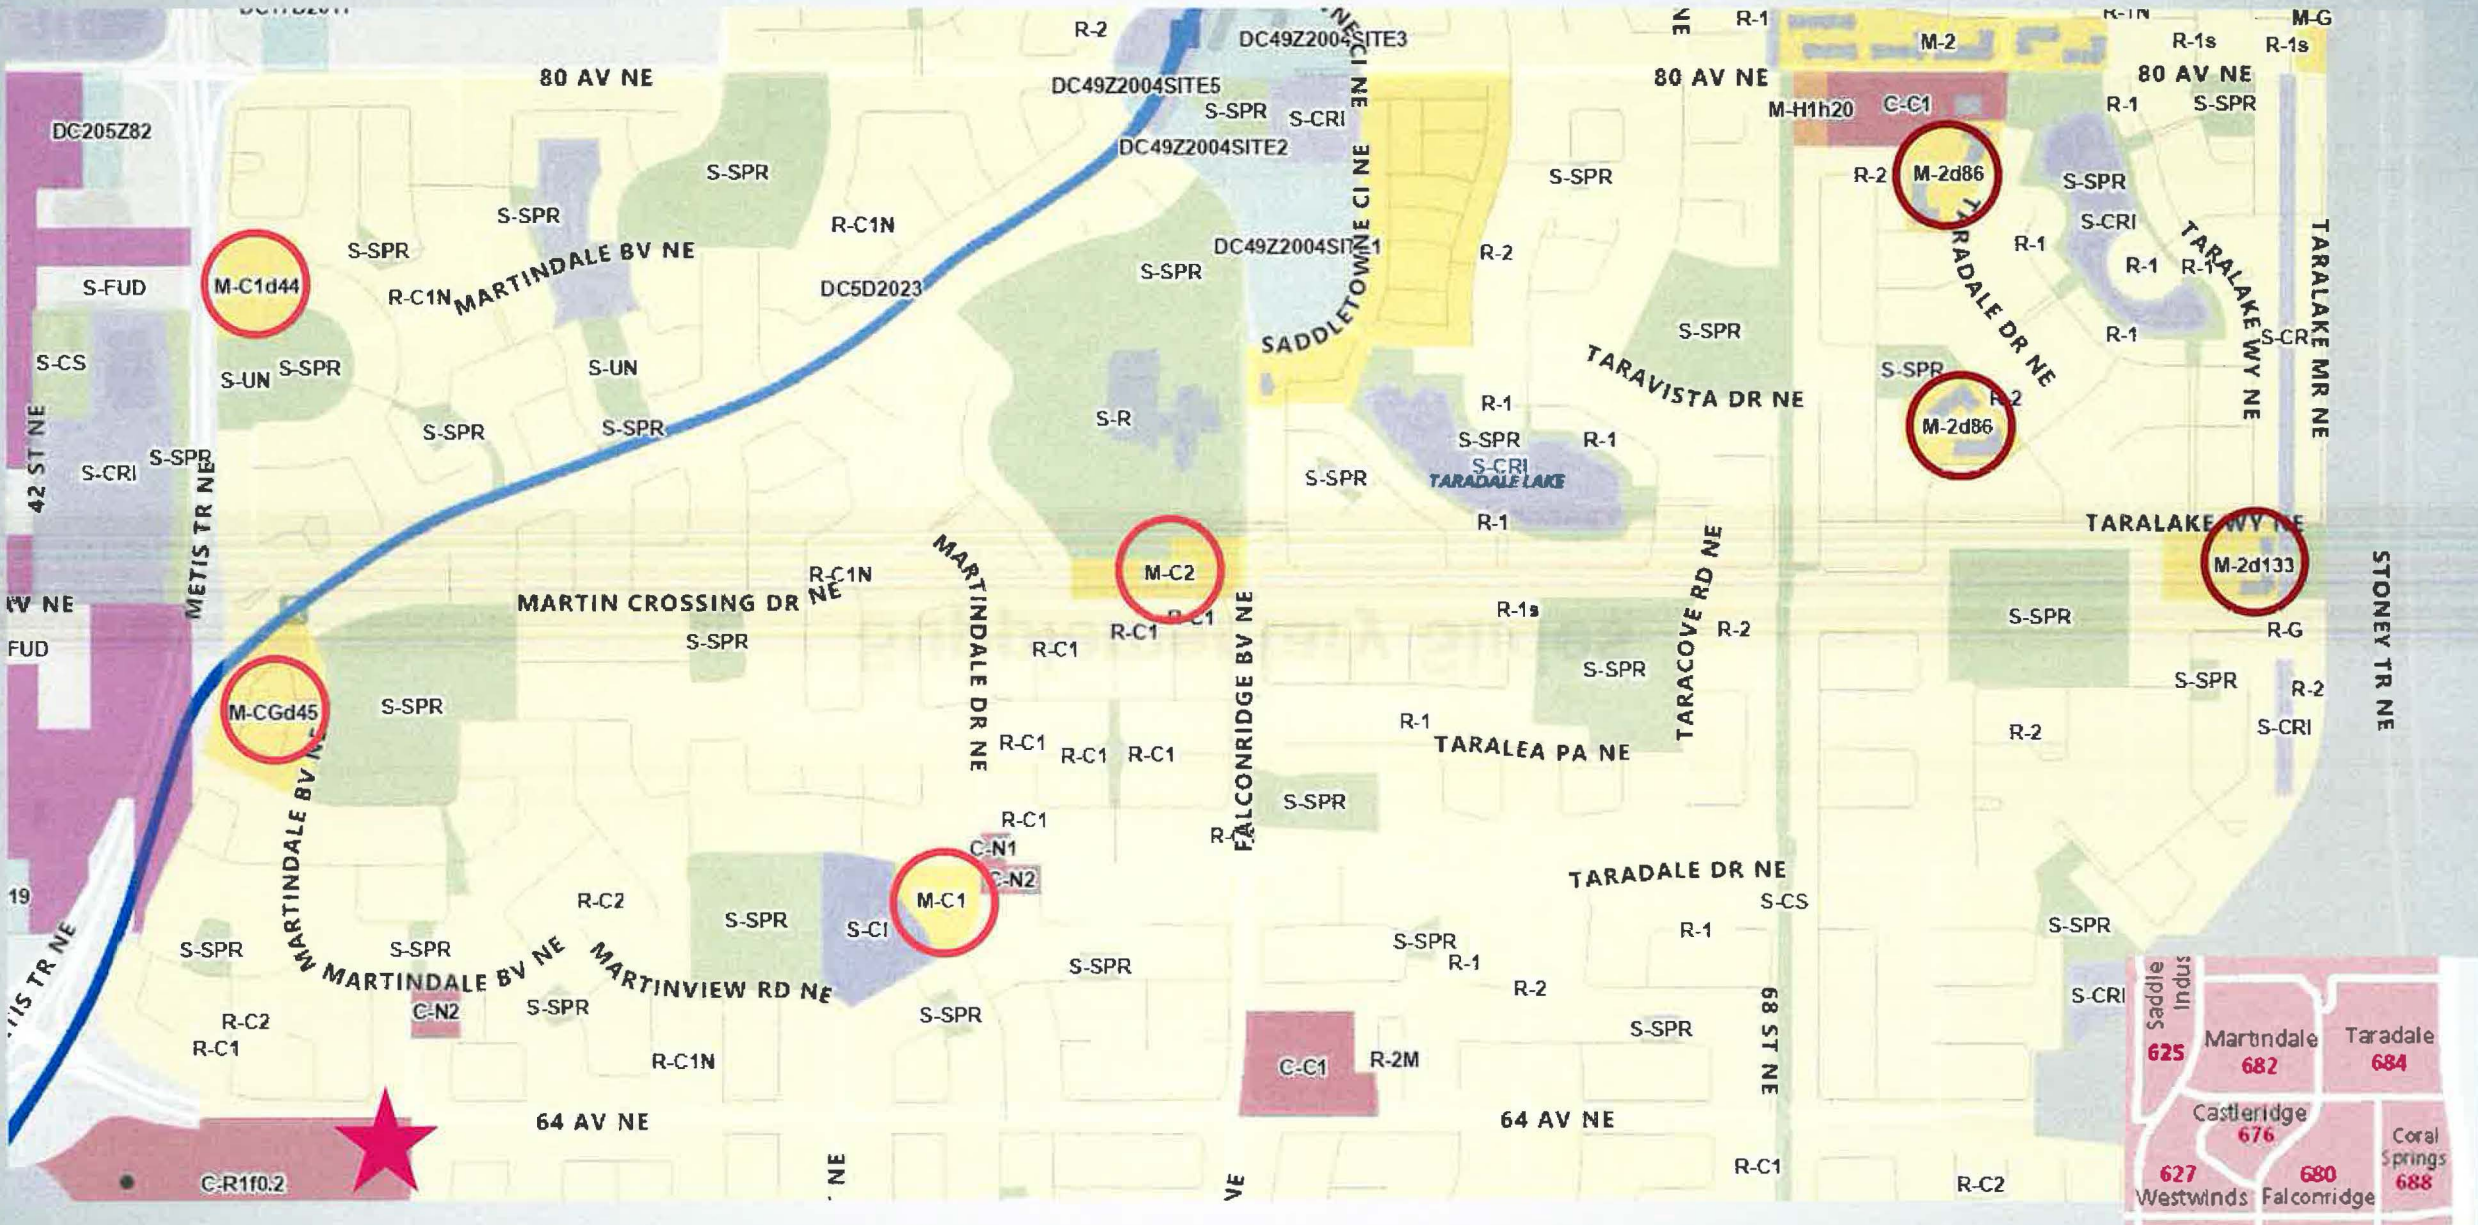 R-2
DC49Z2004SITE3
NE
R-1
M-2
R-1N
M-G
R-1s
R-1s
80 AV NE
DC49Z2004SITE5
80 AV NE
80 AV NE
DC205Z82
S-SPR
S-CRI
M-H1h20
C-C1
R-1
S-SPR
DC49Z2004SITE2
S-SPR
S-SPR
R-2
M-2d86
S-SPR
S-SPR
R-C1N
S-CRI
S-SPR
MARTINDALE BV NE
DC49Z2004SITE1
SADDLETOWNE CI NE
R-2
R-1
TARADALE DR NE
R-1
TARALAKE WY NE
TARALAKE MR NE
S-FUD
M-C1d44
R-C1N
DC5D2023
S-SPR
S-SPR
R-1
S-CS
S-UN
S-SPR
S-UN
TARAVISTA DR NE
S-SPR
R-2
42 ST NE
S-SPR
S-SPR
S-R
R-1
S-SPR
R-1
M-2d86
S-CRI
S-SPR
METIS TR NE
S-SPR
S-CRI
TARADALE LAKE
R-1
TARALAKE WY NE
R-C1N
M-C2
M-2d133
STONEY TR NE
MARTIN CROSSING DR NE
MARTINDALE DR NE
R-C1
R-C1
FALCONRIDGE BV NE
R-1s
TARACOVE RD NE
R-2
S-SPR
R-G
FUD
S-SPR
R-C1
S-SPR
S-SPR
R-2
M-CGd45
S-SPR
R-1
TARALEA PA NE
R-2
S-CRI
R-C1
R-C1
R-C1
MARTINDALE BV NE
R-C1
S-SPR
C-N1
C-N2
TARADALE DR NE
19
R-C2
S-SPR
S-CI
M-C1
S-CS
S-SPR
S-SPR
MARTINDALE BV NE
MARTINVIEW RD NE
S-SPR
S-SPR
R-1
R-1
S-SPR
C-N2
S-SPR
S-SPR
R-2
S-CRI
R-C2
R-C1
R-C1N
C-C1
R-2M
S-SPR
68 ST NE
64 AV NE
64 AV NE
C-R1f0.2
NE
R-C1
R-C2
Saddle
Indus
625
Martindale
682
Taradale
684
Castleridge
676
Coral
Springs
688
627
Westwinds
680
Falconridge